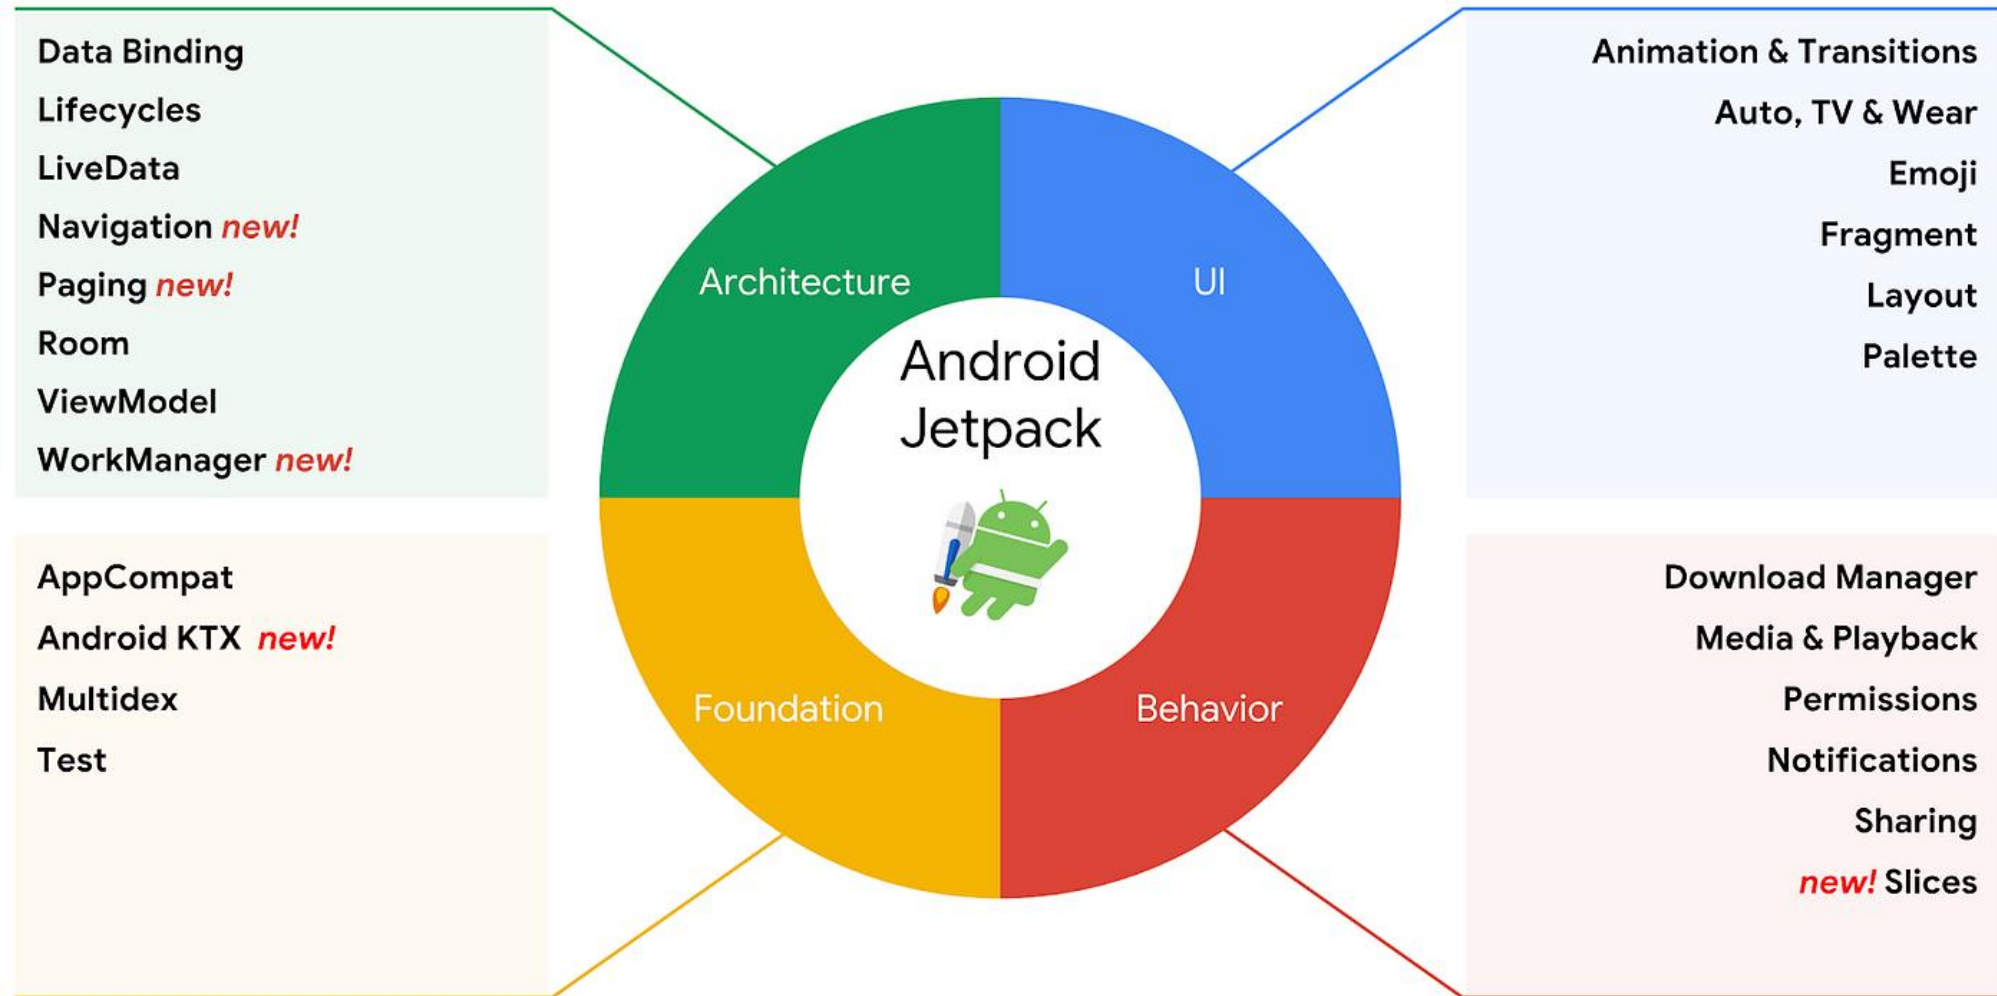 Data Binding
Lifecycles
LiveData
Navigation new!
Paging new!
Room
ViewModel
WorkManager new!
Animation & Transitions
Auto, TV & Wear
Emoji
Fragment
Layout
Palette
Architecture
UI
Android
Jetpack
Foundation
Behavior
AppCompat
Android KTX new!
Multidex
Test
Download Manager
Media & Playback
Permissions
Notifications
Sharing
new! Slices